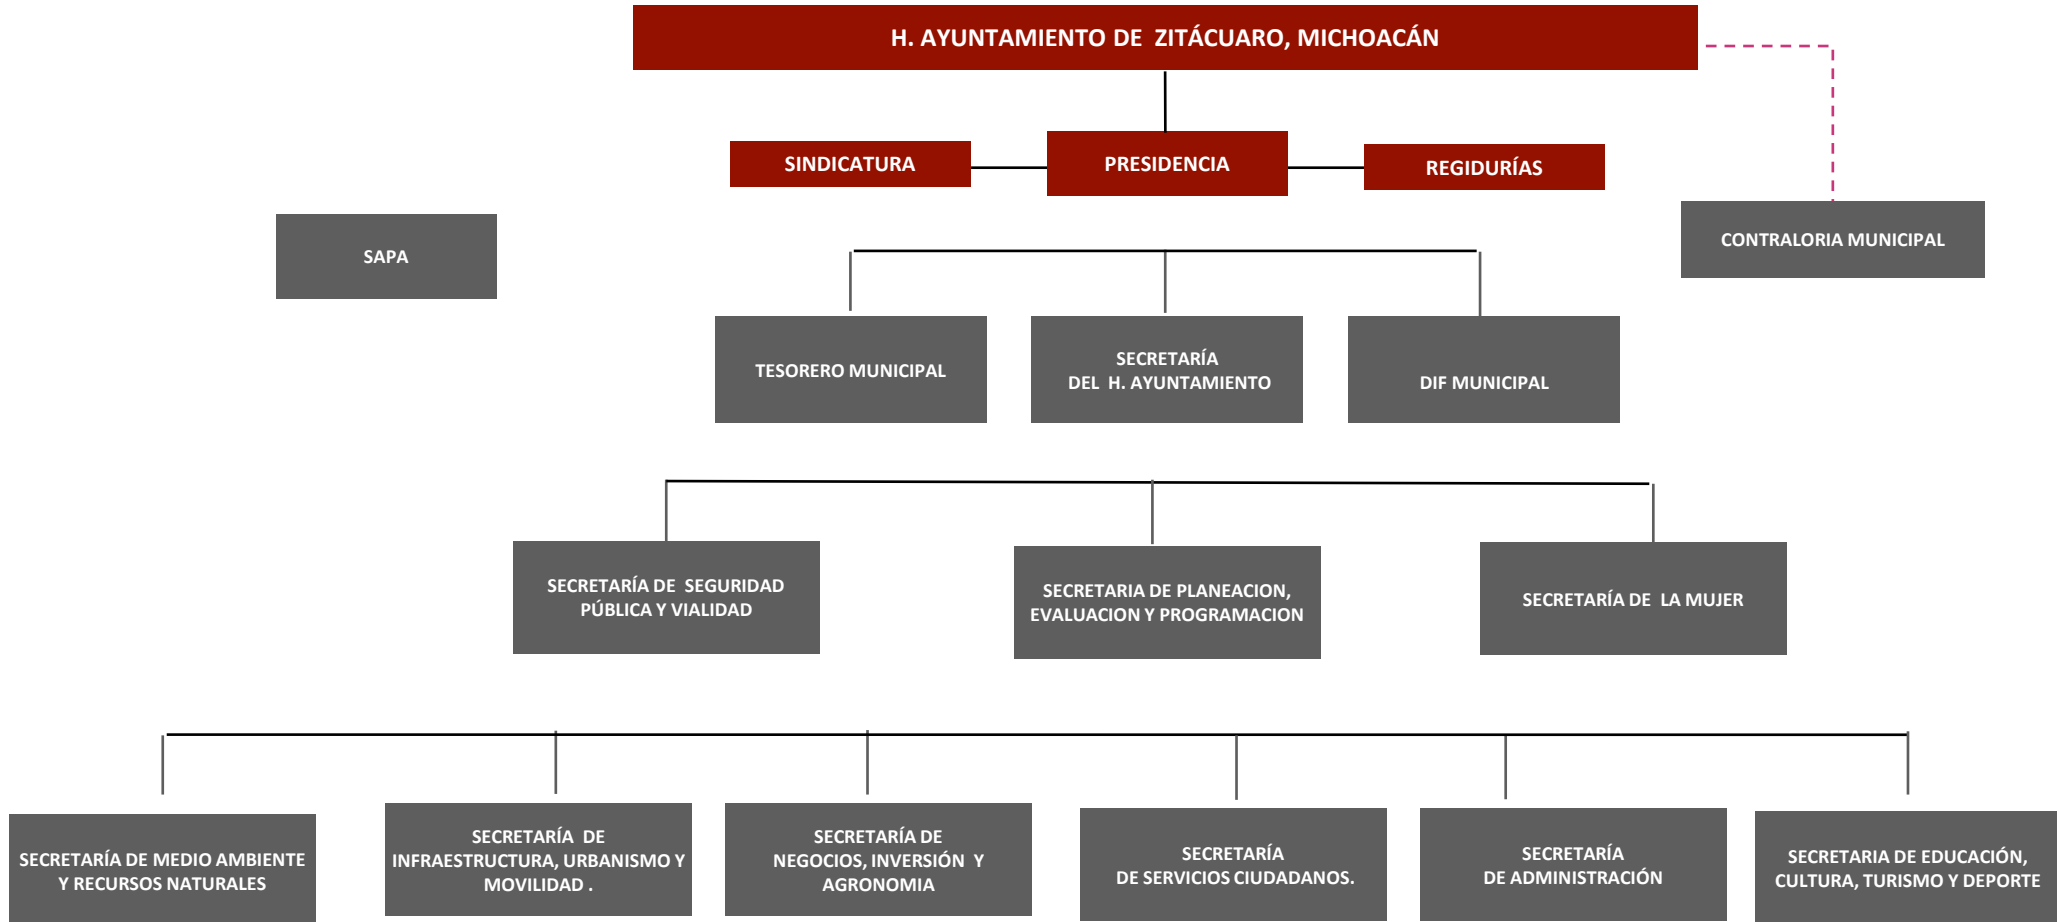 H. AYUNTAMIENTO DE ZITÁCUARO, MICHOACÁN
SINDICATURA
PRESIDENCIA
REGIDURÍAS
SAPA
CONTRALORIA MUNICIPAL
TESORERO MUNICIPAL
SECRETARÍA
DEL H. AYUNTAMIENTO
DIF MUNICIPAL
SECRETARÍA DE SEGURIDAD
PÚBLICA Y VIALIDAD
SECRETARIA DE PLANEACION,
EVALUACION Y PROGRAMACION
SECRETARÍA DE LA MUJER
SECRETARÍA DE MEDIO AMBIENTE
Y RECURSOS NATURALES
SECRETARÍA DE
INFRAESTRUCTURA, URBANISMO Y
MOVILIDAD .
SECRETARÍA DE
NEGOCIOS, INVERSIÓN Y
AGRONOMIA
SECRETARÍA
DE SERVICIOS CIUDADANOS.
SECRETARÍA
DE ADMINISTRACIÓN
SECRETARIA DE EDUCACIÓN,
CULTURA, TURISMO Y DEPORTE